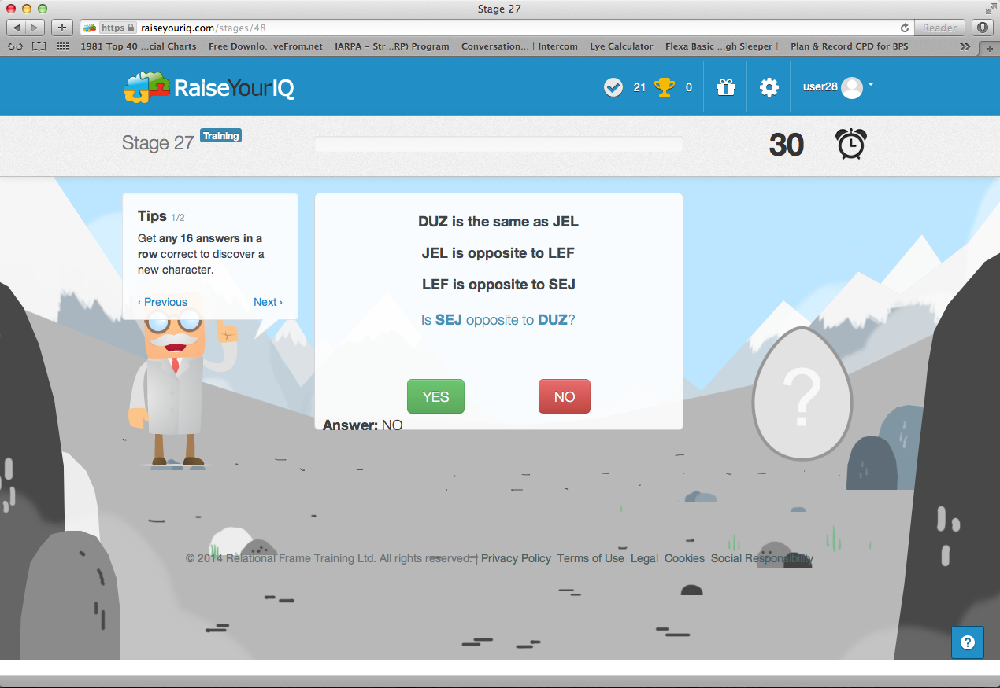 Stage 27
https raiseyouriq.com/stages/48
Reader
1981 Top 40 ...cial Charts Free Downlo...veFrom.net IARPA - Str...RP) Program Conversation... | Intercom Lye Calculator Flexa Basic ...gh Sleeper | Plan & Record CPD for BPS
RaiseYourIQ
21 0 user28
Stage 27 Training
30
Tips 1/2
Get any 16 answers in a
row correct to discover a
new character.
‹ Previous Next ›
DUZ is the same as JEL
JEL is opposite to LEF
LEF is opposite to SEJ
Is SEJ opposite to DUZ?
YES NO
Answer: NO
?
© 2014 Relational Frame Training Ltd. All rights reserved. | Privacy Policy Terms of Use Legal Cookies Social Responsibility
?